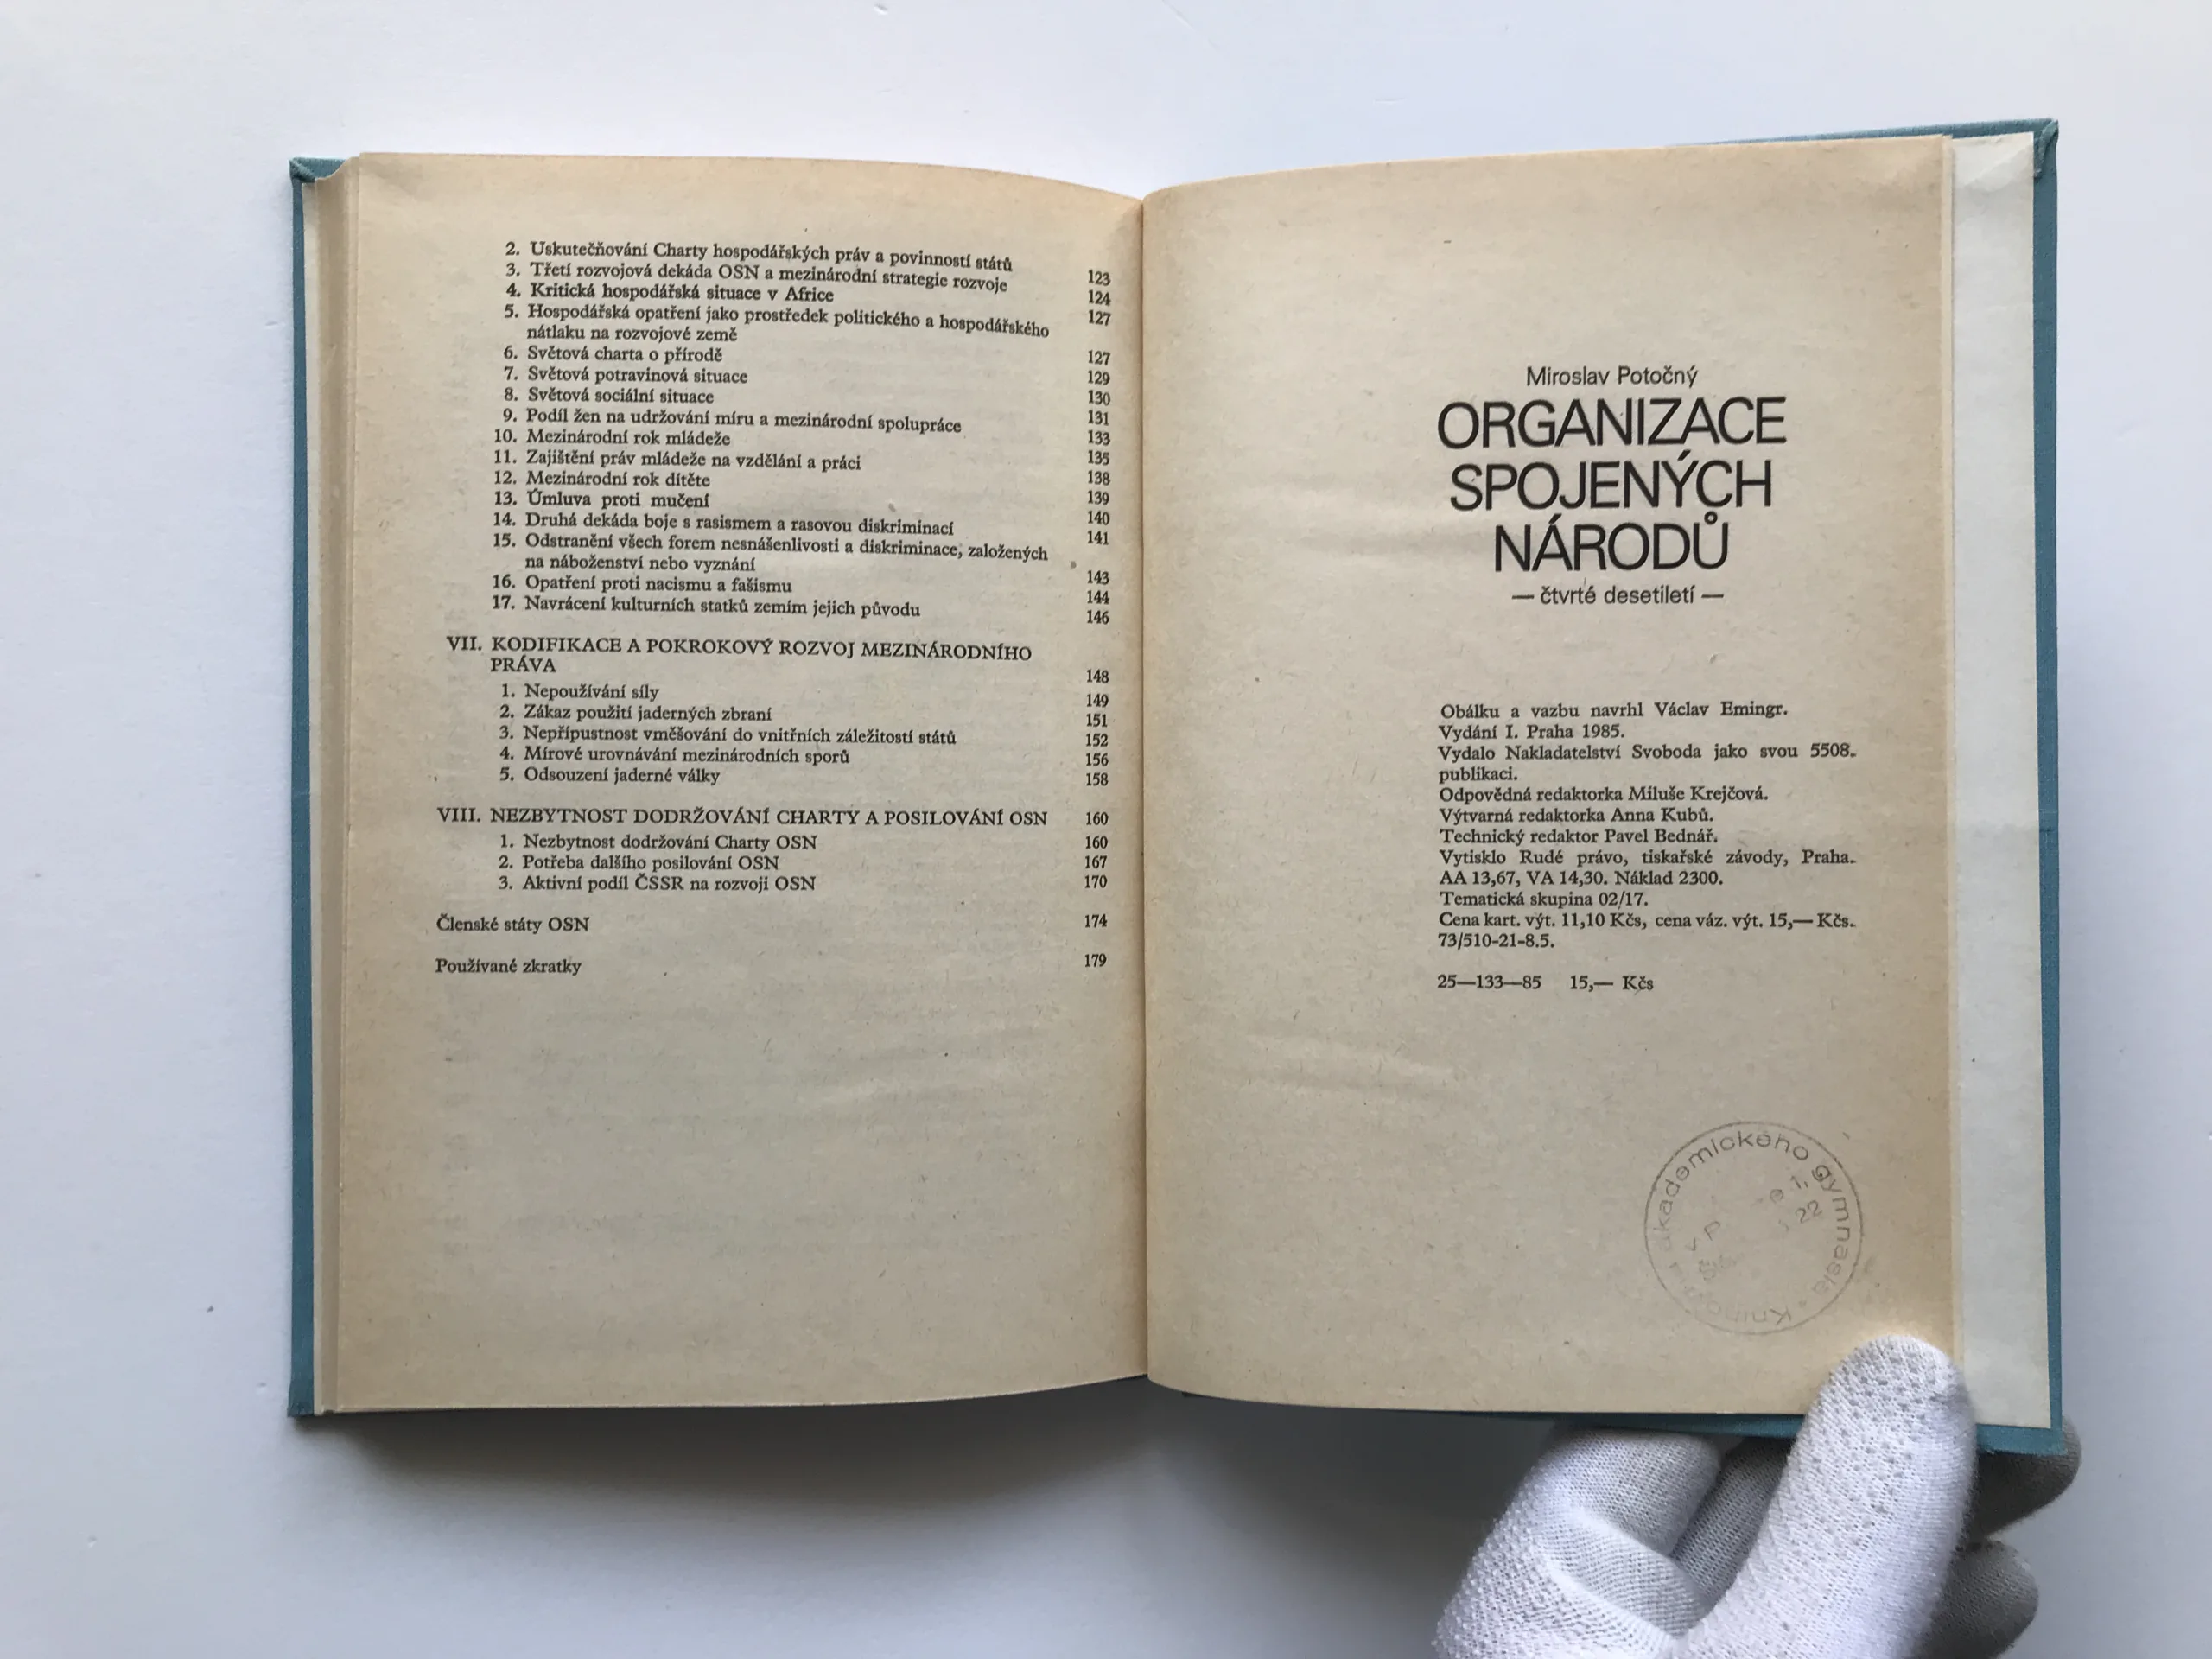 2. Uskutečňování Charty hospodářských práv a povinností států 123
3. Třetí rozvojová dekáda OSN a mezinárodní strategie rozvoje 124
4. Kritická hospodářská situace v Africe 127
5. Hospodářská opatření jako prostředek politického a hospodářského
nátlaku na rozvojové země 127
6. Světová charta o přírodě 129
7. Světová potravinová situace 130
8. Světová sociální situace 131
9. Podíl žen na udržování míru a mezinárodní spolupráce 133
10. Mezinárodní rok mládeže 135
11. Zajištění práv mládeže na vzdělání a práci 138
12. Mezinárodní rok dítěte 139
13. Úmluva proti mučení 140
14. Druhá dekáda boje s rasismem a rasovou diskriminací 141
15. Odstranění všech forem nesnášenlivosti a diskriminace, založených
na náboženství nebo vyznání 143
16. Opatření proti nacismu a fašismu 144
17. Navrácení kulturních statků zemím jejich původu 146
VII. KODIFIKACE A POKROKOVÝ ROZVOJ MEZINÁRODNÍHO
PRÁVA 148
1. Nepoužívání síly 149
2. Zákaz použití jaderných zbraní 151
3. Nepřípustnost vměšování do vnitřních záležitostí států 152
4. Mírové urovnávání mezinárodních sporů 156
5. Odsouzení jaderné války 158
VIII. NEZBYTNOST DODRŽOVÁNÍ CHARTY A POSILOVÁNÍ OSN 160
1. Nezbytnost dodržování Charty OSN 160
2. Potřeba dalšího posilování OSN 167
3. Aktivní podíl ČSSR na rozvoji OSN 170
Členské státy OSN 174
Používané zkratky 179
Miroslav Potočný
ORGANIZACE
SPOJENÝCH
NÁRODŮ
— čtvrté desetiletí —
Obálku a vazbu navrhl Václav Emingr.
Vydání I. Praha 1985.
Vydalo Nakladatelství Svoboda jako svou 5508.
publikaci.
Odpovědná redaktorka Miluše Krejčová.
Výtvarná redaktorka Anna Kubů.
Technický redaktor Pavel Bednář.
Vytisklo Rudé právo, tiskařské závody, Praha.
AA 13,67, VA 14,30. Náklad 2300.
Tematická skupina 02/17.
Cena kart. výt. 11,10 Kčs, cena váz. výt. 15,— Kčs.
73/510-21-8.5.
25—133—85 15,— Kčs
akademického gymnasia
1,
22